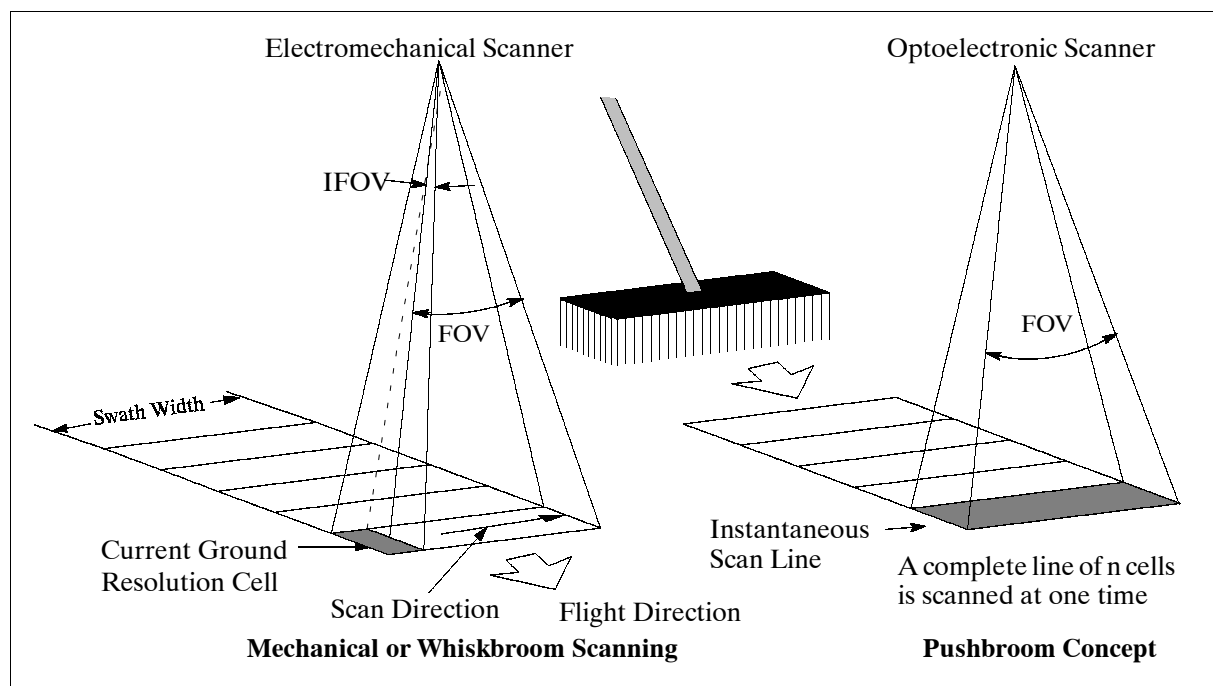 Electromechanical Scanner
Optoelectronic Scanner
IFOV
FOV
FOV
Swath Width
Current Ground
Resolution Cell
Scan Direction
Flight Direction
Instantaneous
Scan Line
A complete line of n cells
is scanned at one time
Mechanical or Whiskbroom Scanning
Pushbroom Concept